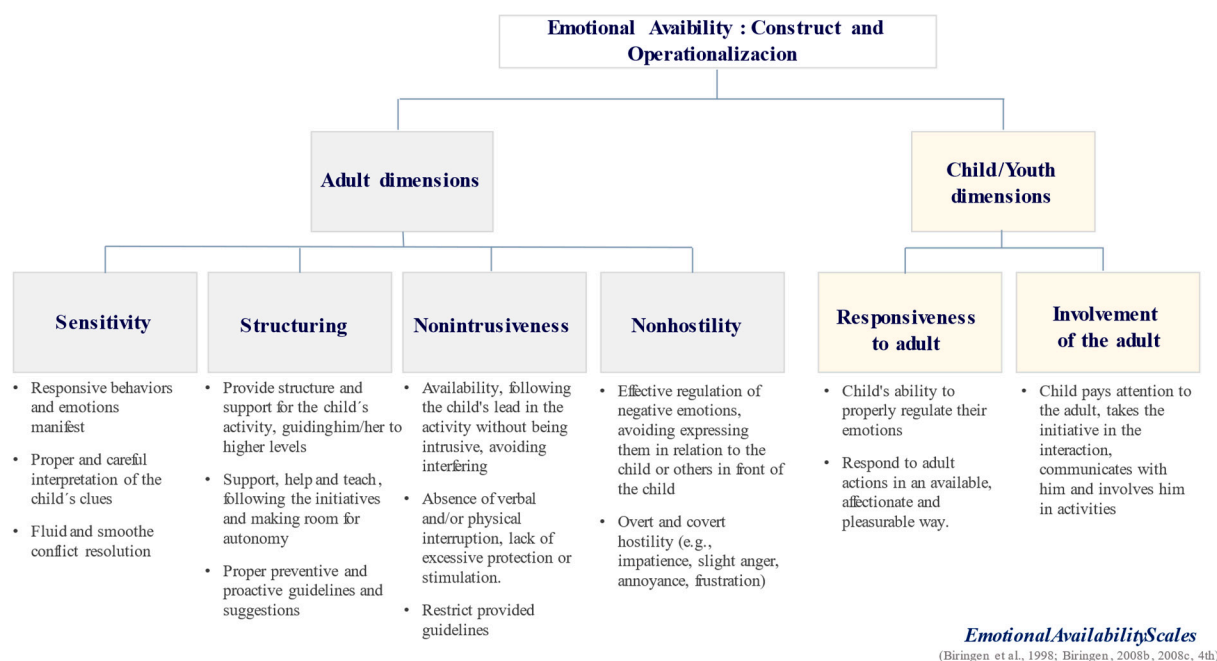 Emotional Avaibility : Construct and
Operationalizacion
Adult dimensions
Child/Youth
dimensions
Sensitivity
Structuring
Nonintrusiveness
Nonhostility
Responsiveness
to adult
Involvement
of the adult
• Responsive behaviors
and emotions
manifest
• Proper and careful
interpretation of the
child´s clues
• Fluid and smoothe
conflict resolution
• Provide structure and
support for the child´s
activity, guidinghim/her to
higher levels
• Support, help and teach,
following the initiatives
and making room for
autonomy
• Proper preventive and
proactive guidelines and
suggestions
• Availability, following
the child's lead in the
activity without being
intrusive, avoiding
interfering
• Absence of verbal
and/or physical
interruption, lack of
excessive protection or
stimulation.
• Restrict provided
guidelines
• Effective regulation of
negative emotions,
avoiding expressing
them in relation to the
child or others in front of
the child
• Overt and covert
hostility (e.g.,
impatience, slight anger,
annoyance, frustration)
• Child's ability to
properly regulate their
emotions
• Respond to adult
actions in an available,
affectionate and
pleasurable way.
• Child pays attention to
the adult, takes the
initiative in the
interaction,
communicates with
him and involves him
in activities
EmotionalAvailabilityScales
(Biringen et al., 1998; Biringen, 2008b, 2008c, 4th)